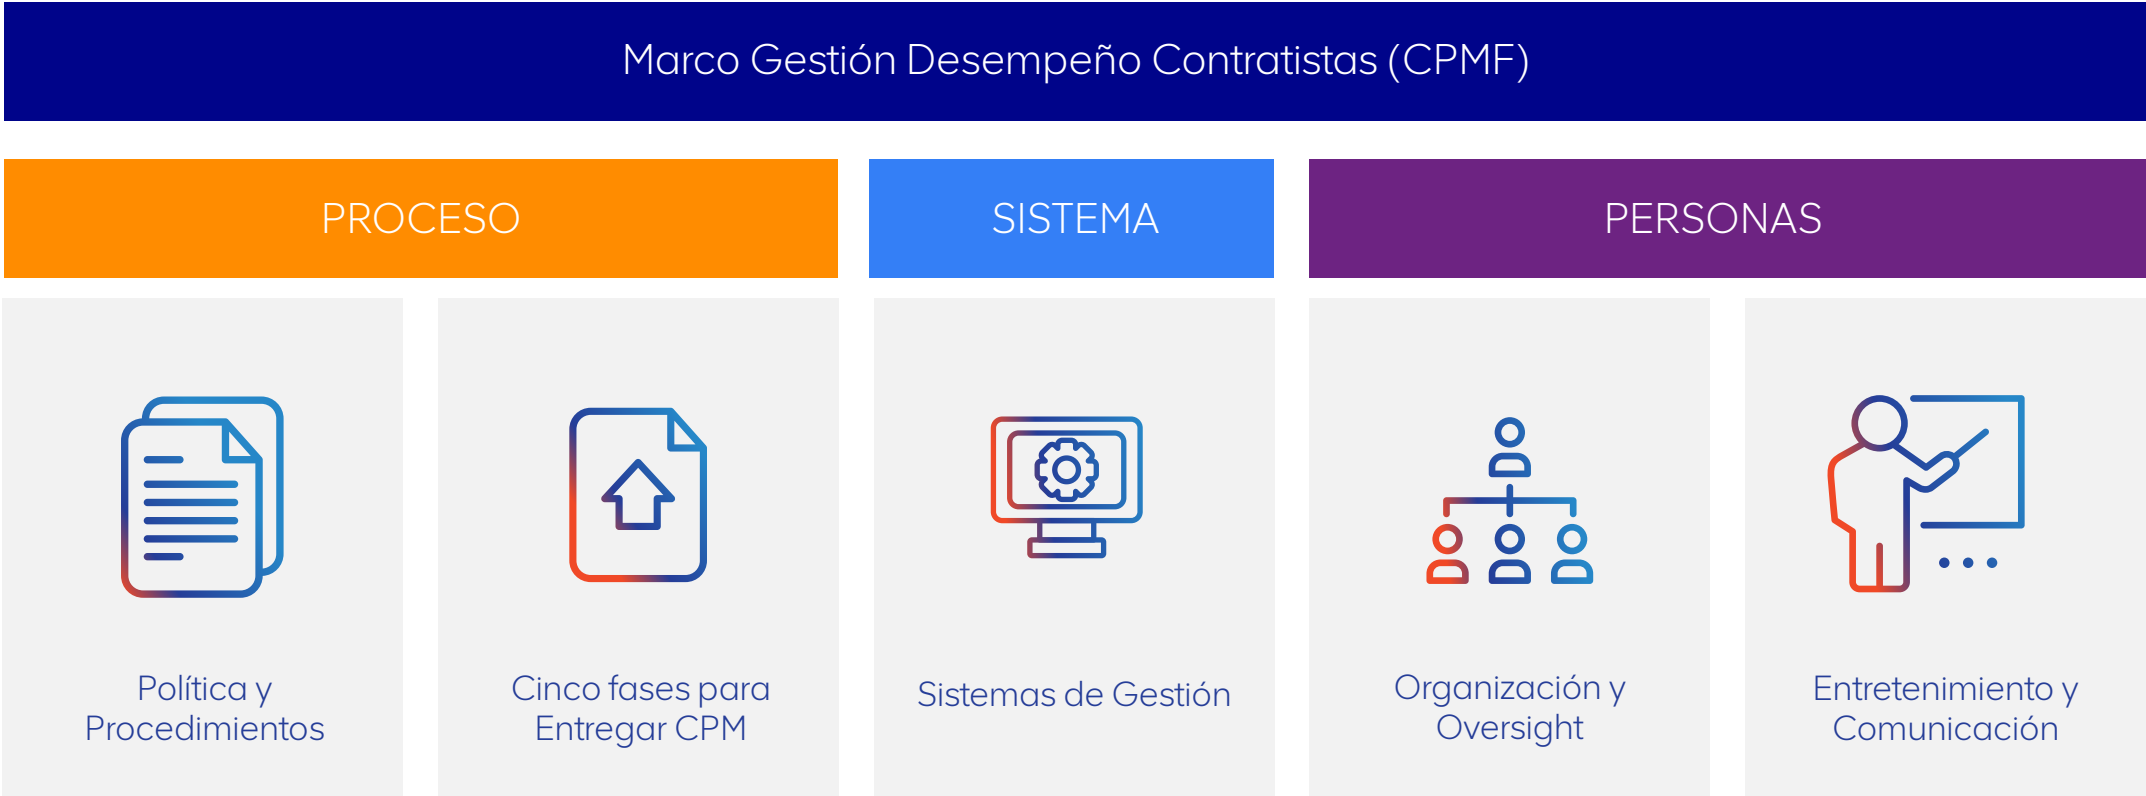 Marco Gestión Desempeño Contratistas (CPMF)
PROCESO
SISTEMA
PERSONAS
Política y
Procedimientos
Cinco fases para
Entregar CPM
Sistemas de Gestión
Organización y
Oversight
Entretenimiento y
Comunicación